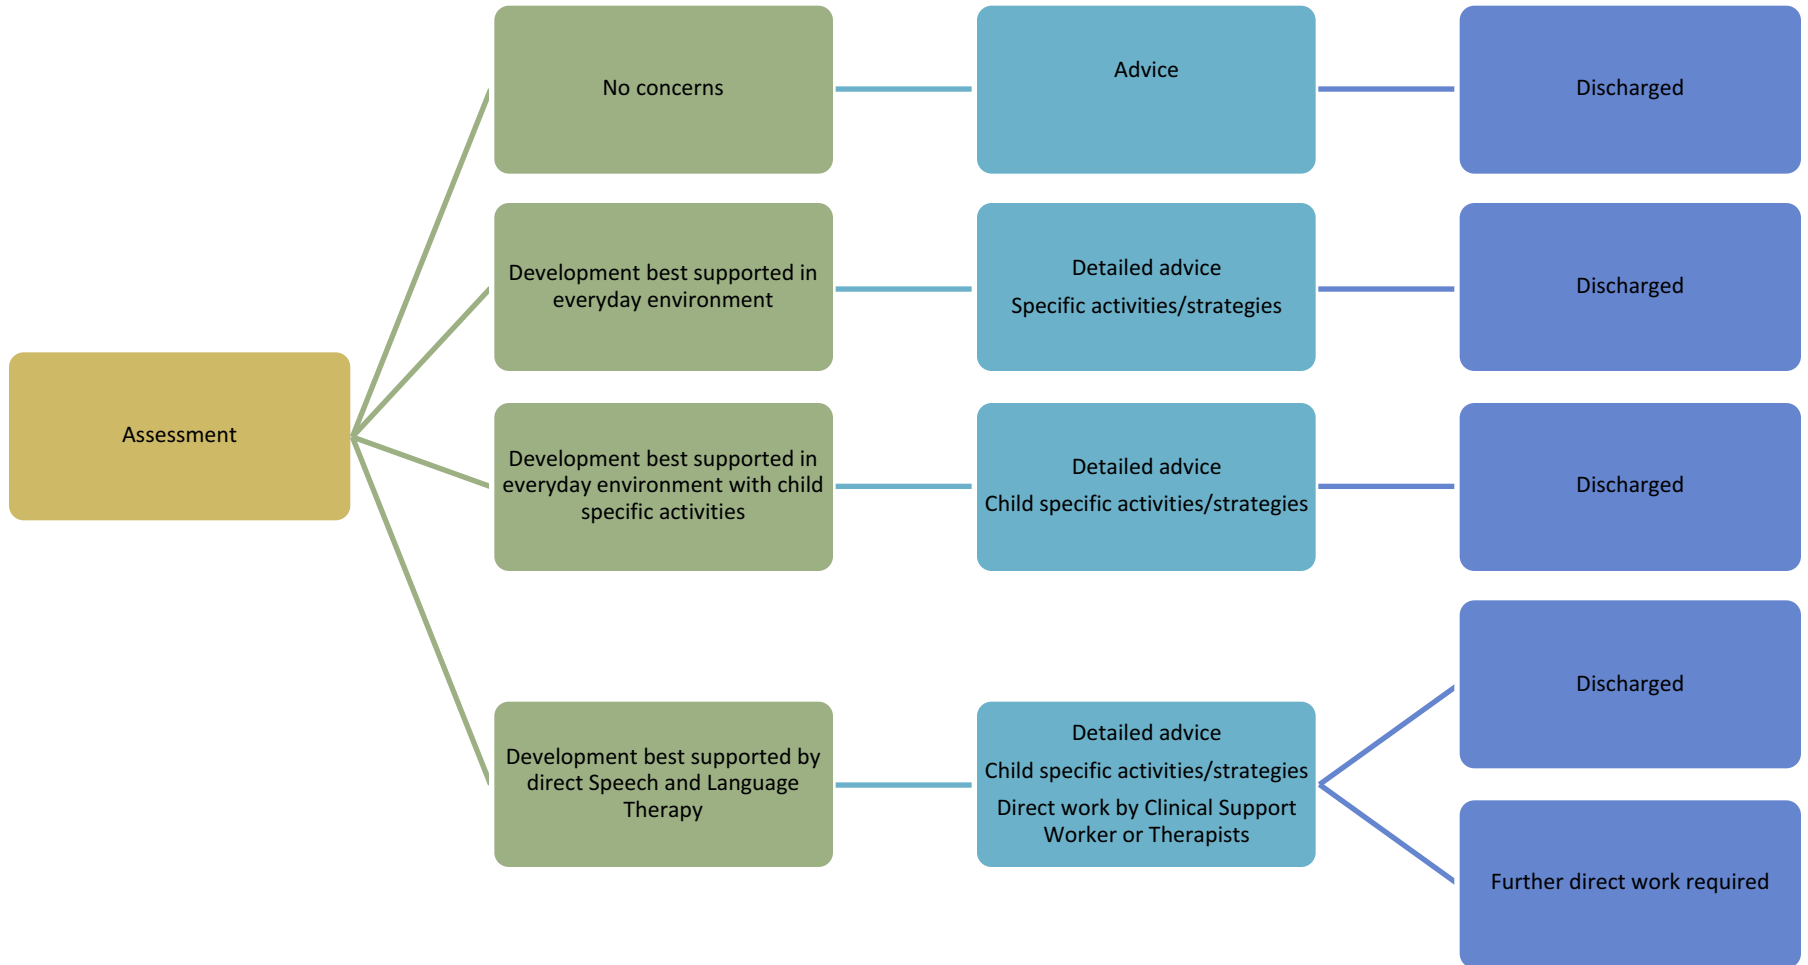 No concerns
Advice
Discharged
Development best supported in
everyday environment
Detailed advice
Specific activities/strategies
Discharged
Assessment
Development best supported in
everyday environment with child
specific activities
Detailed advice
Child specific activities/strategies
Discharged
Development best supported by
direct Speech and Language
Therapy
Detailed advice
Child specific activities/strategies
Direct work by Clinical Support
Worker or Therapists
Discharged
Further direct work required